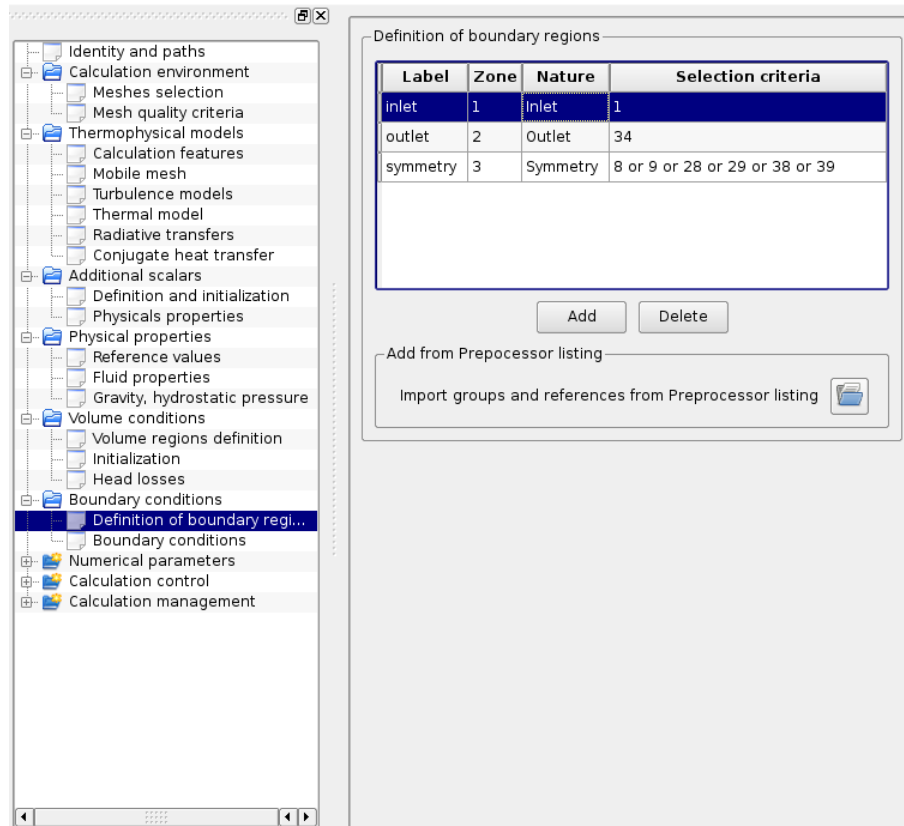 Identity and paths
Calculation environment
Meshes selection
Mesh quality criteria
Thermophysical models
Calculation features
Mobile mesh
Turbulence models
Thermal model
Radiative transfers
Conjugate heat transfer
Additional scalars
Definition and initialization
Physicals properties
Physical properties
Reference values
Fluid properties
Gravity, hydrostatic pressure
Volume conditions
Volume regions definition
Initialization
Head losses
Boundary conditions
Definition of boundary regi...
Boundary conditions
Numerical parameters
Calculation control
Calculation management
Definition of boundary regions
Label Zone Nature Selection criteria
inlet 1 Inlet 1
outlet 2 Outlet 34
symmetry 3 Symmetry 8 or 9 or 28 or 29 or 38 or 39
Add Delete
Add from Prepocessor listing
Import groups and references from Preprocessor listing